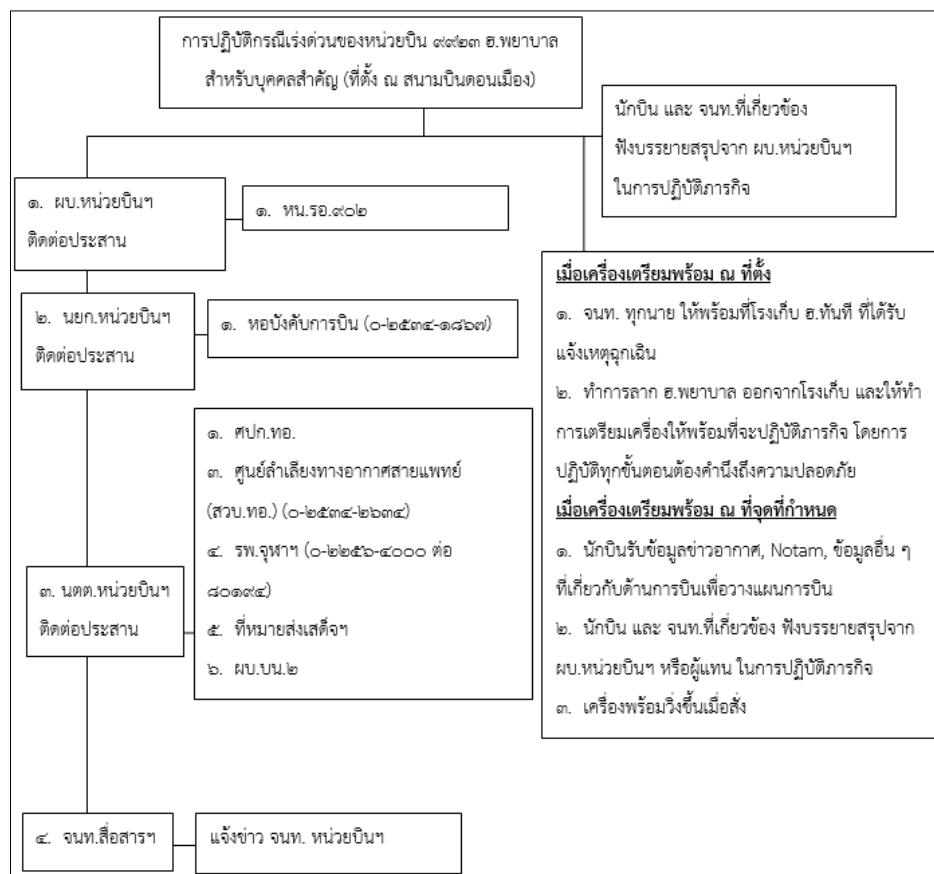 การปฏิบัติกรณีเร่งด่วนของหน่วยบิน ๙๙๒๓ ฮ.พยาบาล
สำหรับบุคคลสำคัญ (ที่ตั้ง ณ สนามบินดอนเมือง)
นักบิน และ จนท.ที่เกี่ยวข้อง
ฟังบรรยายสรุปจาก ผบ.หน่วยบินฯ
ในการปฏิบัติภารกิจ
๑. ผบ.หน่วยบินฯ
ติดต่อประสาน
๑. หน.รอ.๙๐๒
๒. นยก.หน่วยบินฯ
ติดต่อประสาน
๑. หอบังคับการบิน (๐-๒๕๓๔-๑๘๖๗)
๓. นตต.หน่วยบินฯ
ติดต่อประสาน
๑. ศปก.ทอ.
๓. ศูนย์ลำเลียงทางอากาศสายแพทย์
(สวบ.ทอ.) (๐-๒๕๓๔-๒๖๓๔)
๔. รพ.จุฬาฯ (๐-๒๒๕๖-๔๐๐๐ ต่อ
๘๐๑๙๔)
๕. ที่หมายส่งเสด็จฯ
๖. ผบ.บน.๒
๔. จนท.สื่อสารฯ
แจ้งข่าว จนท. หน่วยบินฯ
เมื่อเครื่องเตรียมพร้อม ณ ที่ตั้ง
๑. จนท. ทุกนาย ให้พร้อมที่โรงเก็บ ฮ.ทันที ที่ได้รับ
แจ้งเหตุฉุกเฉิน
๒. ทำการลาก ฮ.พยาบาล ออกจากโรงเก็บ และให้ทำ
การเตรียมเครื่องให้พร้อมที่จะปฏิบัติภารกิจ โดยการ
ปฏิบัติทุกขั้นตอนต้องคำนึงถึงความปลอดภัย
เมื่อเครื่องเตรียมพร้อม ณ ที่จุดที่กำหนด
๑. นักบินรับข้อมูลข่าวอากาศ, Notam, ข้อมูลอื่น ๆ
ที่เกี่ยวกับด้านการบินเพื่อวางแผนการบิน
๒. นักบิน และ จนท.ที่เกี่ยวข้อง ฟังบรรยายสรุปจาก
ผบ.หน่วยบินฯ หรือผู้แทน ในการปฏิบัติภารกิจ
๓. เครื่องพร้อมวิ่งขึ้นเมื่อสั่ง